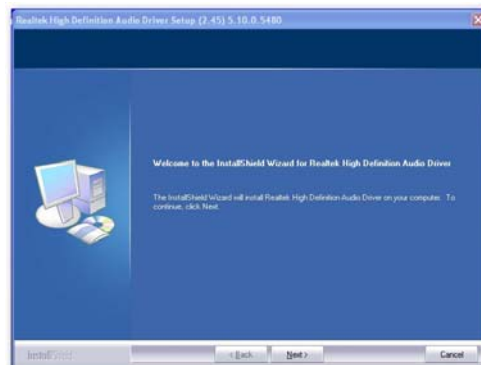 Realtek High Definition Audio Driver Setup (2.45) 5.10.0.5480
Welcome to the InstallShield Wizard for Realtek High Definition Audio Driver
The InstallShield Wizard will install Realtek High Definition Audio Driver on your computer. To
continue, click Next.
InstallShield
< Back
Next >
Cancel